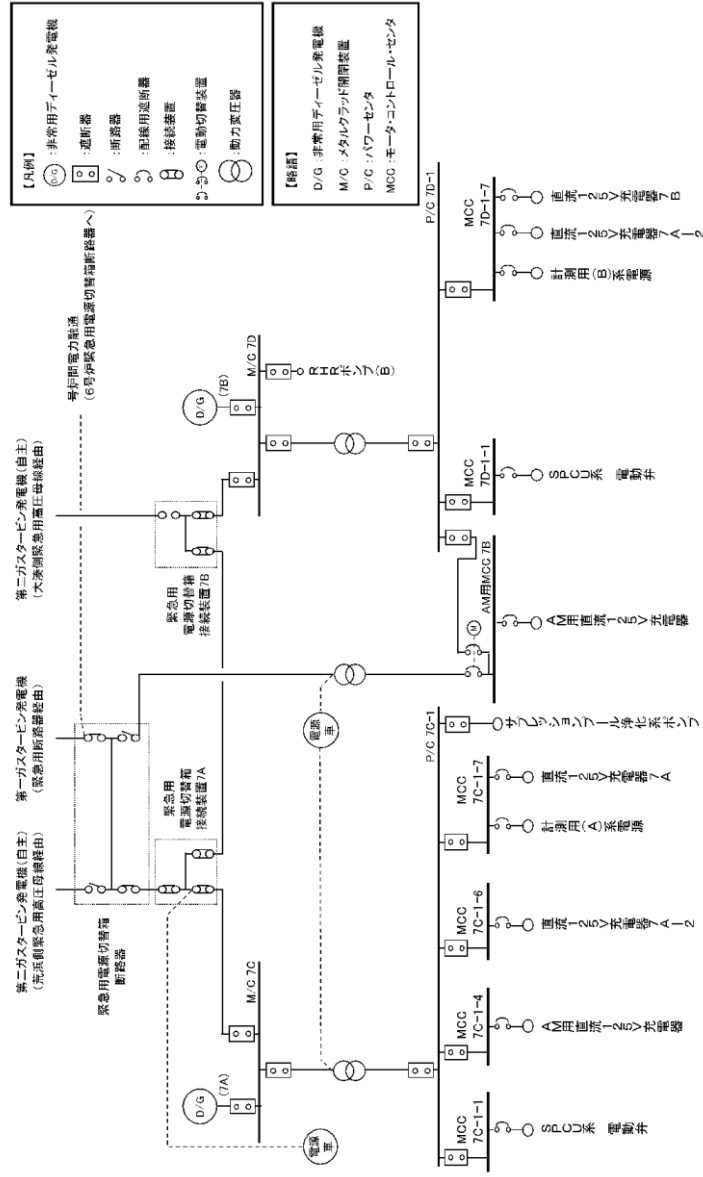 【凡例】
D/G
：非常用ディーゼル発電機
：遮断器
：断路器
：配線用遮断器
：接続装置
：電動切替装置
：動力変圧器
【略語】
D/G：非常用ディーゼル発電機
M/C：メタルクラッド開閉装置
P/C：パワーセンタ
MCC：モータ・コントロール・センタ
第二ガスタービン発電機(自主)
(荒浜側緊急用高圧母線経由)
第一ガスタービン発電機
(緊急用断路器経由)
第二ガスタービン発電機(自主)
(大湊側緊急用高圧母線経由)
号炉間電力融通
(6号炉緊急用電源切替箱断路器へ)
緊急用電源切替箱
断路器
緊急用
電源切替箱
接続装置7A
緊急用
電源切替箱
接続装置7B
D/G
(7A)
M/C 7C
D/G
(7B)
M/C 7D
RHRポンプ(B)
電源
車
電源
車
M
P/C 7C-1
P/C 7D-1
MCC
7C-1-1
SPCU系 電動弁
MCC
7C-1-4
AM用直流125V充電器
MCC
7C-1-6
直流125V充電器7A-2
MCC
7C-1-7
計測用(A)系電源
直流125V充電器7A
サプレッションプール浄化系ポンプ
AM用MCC 7B
AM用直流125V充電器
MCC
7D-1-1
SPCU系 電動弁
MCC
7D-1-7
計測用(B)系電源
直流125V充電器7A-2
直流125V充電器7B